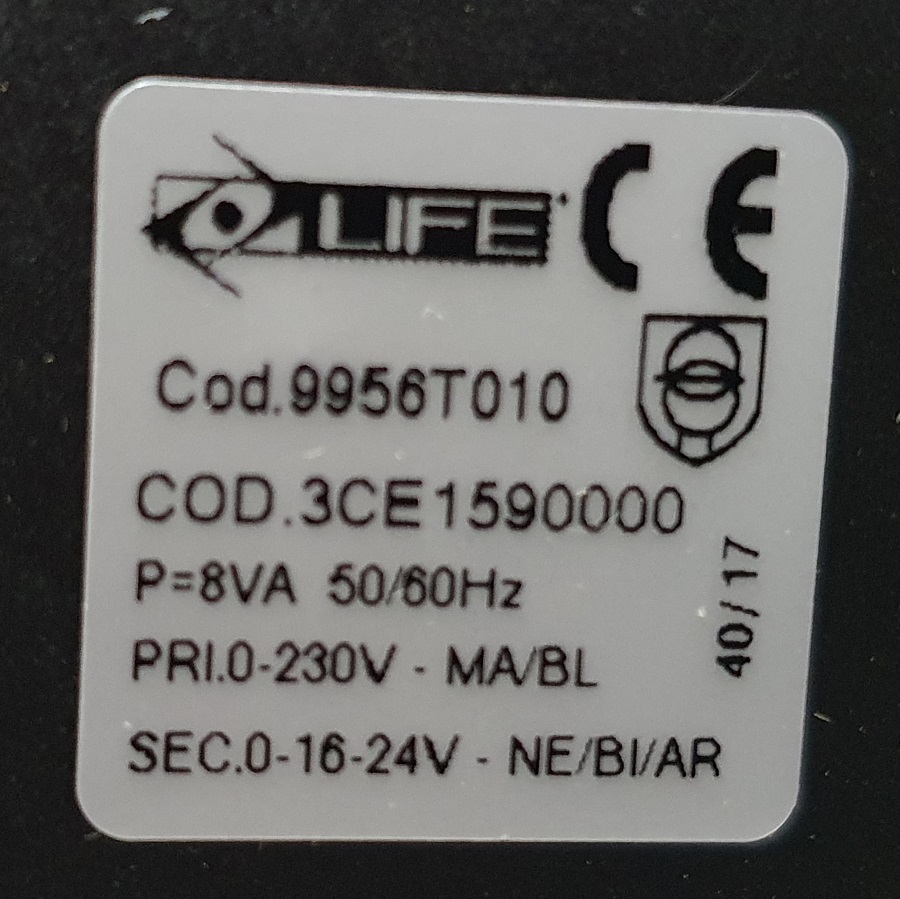 LIFE
CE
Cod.9956T010
COD.3CE1590000
P=8VA 50/60Hz
40/17
PRI.0-230V - MA/BL
SEC.0-16-24V - NE/BI/AR